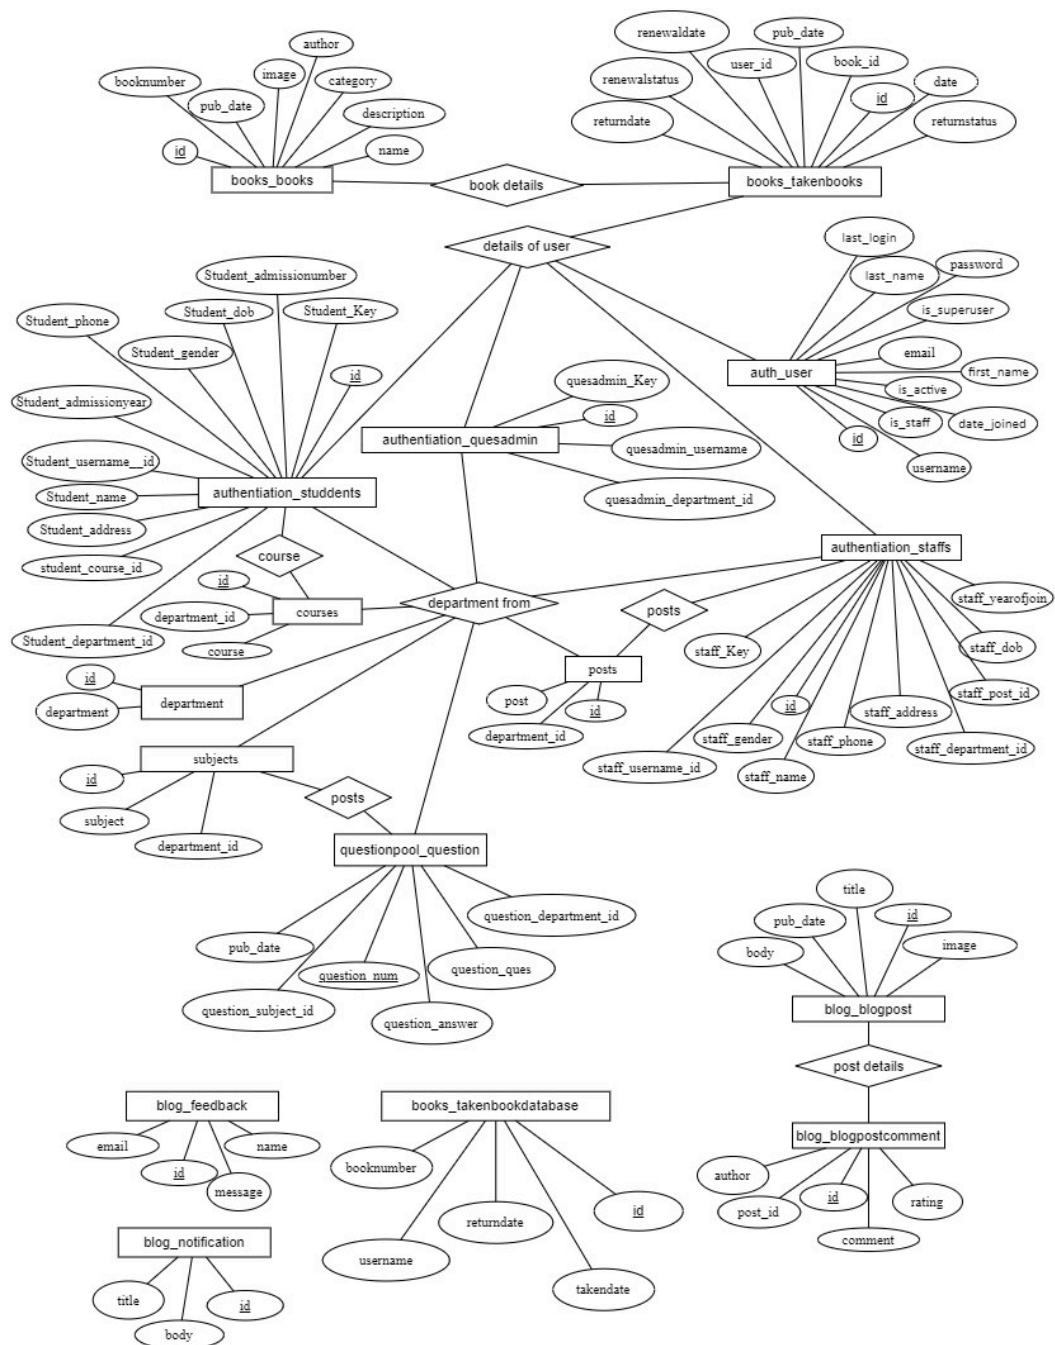 author
booknumber
image
category
pub_date
description
id
name
books_books
renewaldate
pub_date
user_id
book_id
renewalstatus
id
date
returndate
returnstatus
books_takenbooks
book details
details of user
Student_admissionumber
Student_phone
Student_dob
Student_Key
Student_gender
id
Student_admissionyear
Student_username__id
Student_name
Student_address
student_course_id
Student_department_id
authentiation_studdents
quesadmin_Key
id
authentiation_quesadmin
quesadmin_username
quesadmin_department_id
last_login
last_name
password
is_superuser
email
auth_user
first_name
is_active
is_staff
date_joined
id
username
course
id
department_id
courses
course
department from
posts
authentiation_staffs
staff_yearofjoin
staff_Key
staff_dob
staff_post_id
id
staff_address
staff_gender
staff_phone
staff_department_id
staff_username_id
staff_name
posts
post
id
department_id
id
department
department
subjects
id
subject
department_id
posts
questionpool_question
question_department_id
pub_date
question_num
question_ques
question_subject_id
question_answer
title
pub_date
id
body
image
blog_blogpost
post details
blog_blogpostcomment
author
id
rating
post_id
comment
blog_feedback
email
name
id
message
books_takenbookdatabase
booknumber
returndate
id
username
takendate
blog_notification
title
id
body